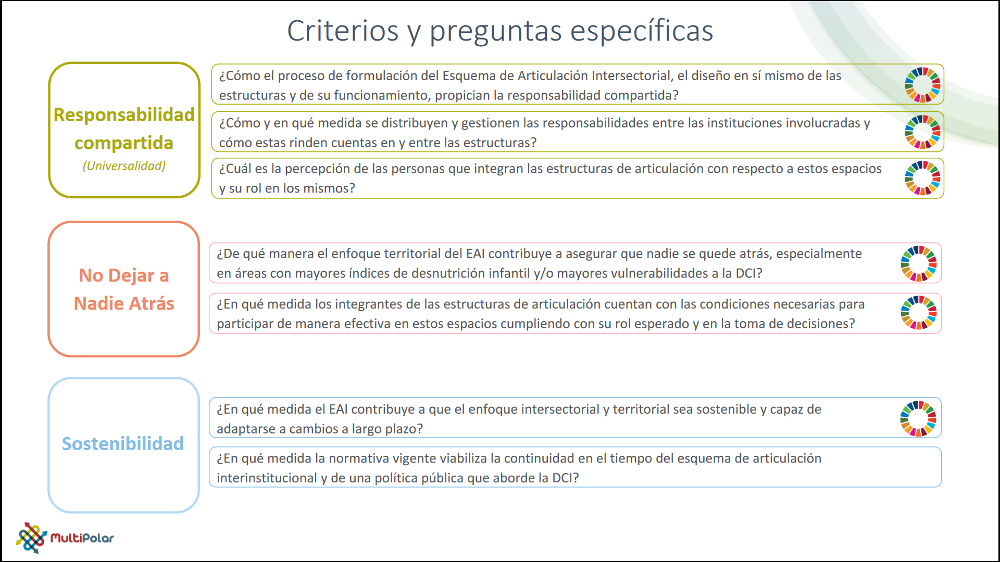 Criterios y preguntas específicas
Responsabilidad
compartida
(Universalidad)
¿Cómo el proceso de formulación del Esquema de Articulación Intersectorial, el diseño en sí mismo de las
estructuras y de su funcionamiento, propician la responsabilidad compartida?
¿Cómo y en qué medida se distribuyen y gestionen las responsabilidades entre las instituciones involucradas y
cómo estas rinden cuentas en y entre las estructuras?
¿Cuál es la percepción de las personas que integran las estructuras de articulación con respecto a estos espacios
y su rol en los mismos?
No Dejar a
Nadie Atrás
¿De qué manera el enfoque territorial del EAI contribuye a asegurar que nadie se quede atrás, especialmente
en áreas con mayores índices de desnutrición infantil y/o mayores vulnerabilidades a la DCI?
¿En qué medida los integrantes de las estructuras de articulación cuentan con las condiciones necesarias para
participar de manera efectiva en estos espacios cumpliendo con su rol esperado y en la toma de decisiones?
Sostenibilidad
¿En qué medida el EAI contribuye a que el enfoque intersectorial y territorial sea sostenible y capaz de
adaptarse a cambios a largo plazo?
¿En qué medida la normativa vigente viabiliza la continuidad en el tiempo del esquema de articulación
interinstitucional y de una política pública que aborde la DCI?
MultiPolar